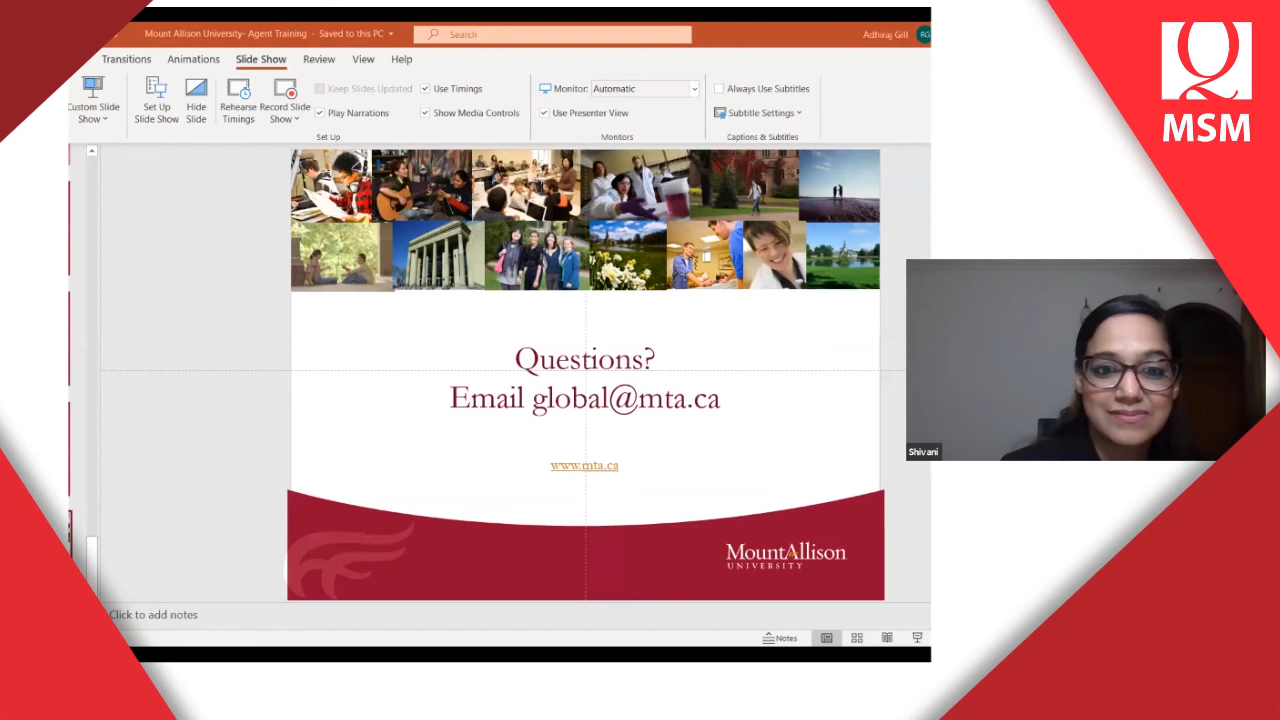 Mount Allison University- Agent Training - Saved to this PC
Search
Adhiraj Gill
RG
Transitions
Animations
Slide Show
Review
View
Help
Custom Slide
Show
Set Up
Slide Show
Hide
Slide
Rehearse
Timings
Record Slide
Show
Keep Slides Updated
Play Narrations
Use Timings
Show Media Controls
Set Up
Monitor:
Automatic
Use Presenter View
Monitors
Always Use Subtitles
Subtitle Settings
Captions & Subtitles
MSM
Questions?
Email global@mta.ca
www.mta.ca
MountAllison
UNIVERSITY
Shivani
Click to add notes
Notes